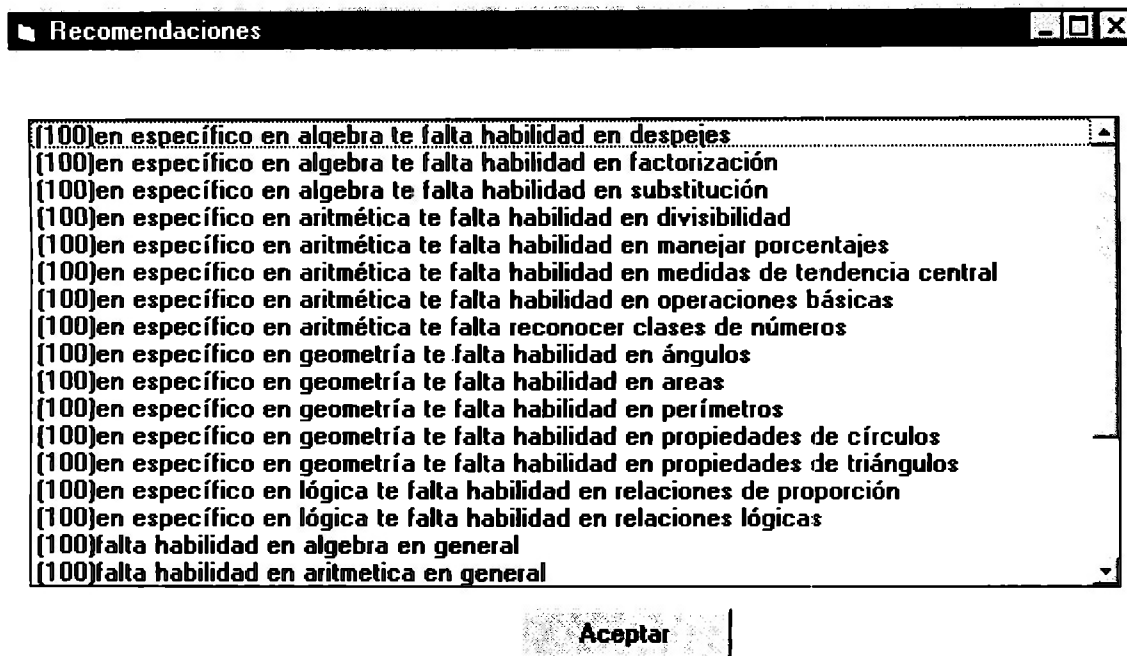 Recomendaciones
(100)en específico en algebra te falta habilidad en despejes
(100)en específico en algebra te falta habilidad en factorización
(100)en específico en algebra te falta habilidad en substitución
(100)en específico en aritmética te falta habilidad en divisibilidad
(100)en específico en aritmética te falta habilidad en manejar porcentajes
(100)en específico en aritmética te falta habilidad en medidas de tendencia central
(100)en específico en aritmética te falta habilidad en operaciones básicas
(100)en específico en aritmética te falta reconocer clases de números
(100)en específico en geometría te falta habilidad en ángulos
(100)en específico en geometría te falta habilidad en areas
(100)en específico en geometría te falta habilidad en perímetros
(100)en específico en geometría te falta habilidad en propiedades de círculos
(100)en específico en geometría te falta habilidad en propiedades de triángulos
(100)en específico en lógica te falta habilidad en relaciones de proporción
(100)en específico en lógica te falta habilidad en relaciones lógicas
(100)falta habilidad en algebra en general
(100)falta habilidad en aritmetica en general
Aceptar